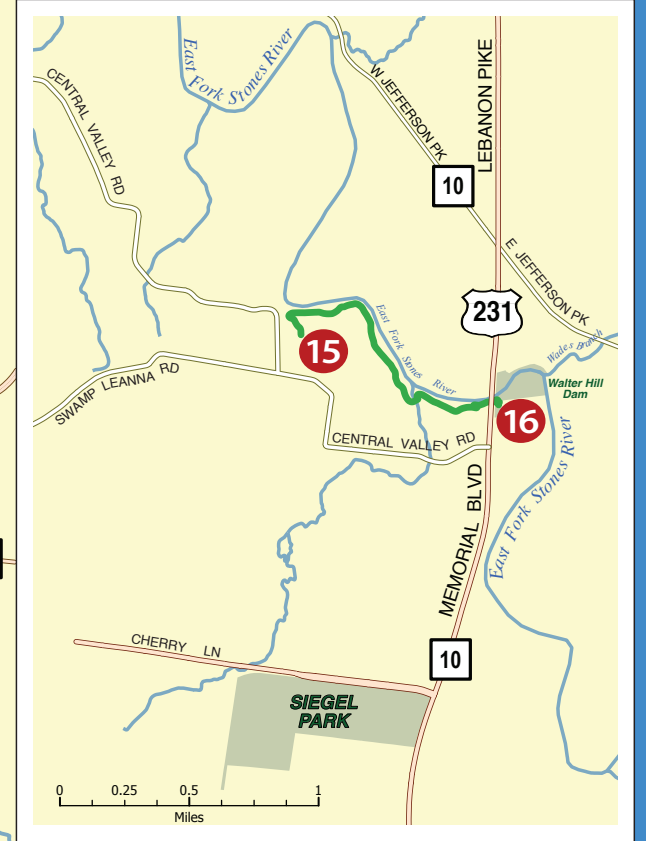 East Fork Stones River
CENTRAL VALLEY RD
W JEFFERSON PK
LEBANON PIKE
10
E JEFFERSON PK
231
East Fork Stones River
15
Wades Branch
Walter Hill
Dam
SWAMP LEANNA RD
16
CENTRAL VALLEY RD
East Fork Stones River
MEMORIAL BLVD
CHERRY LN
10
SIEGEL
PARK
0 0.25 0.5 1
Miles